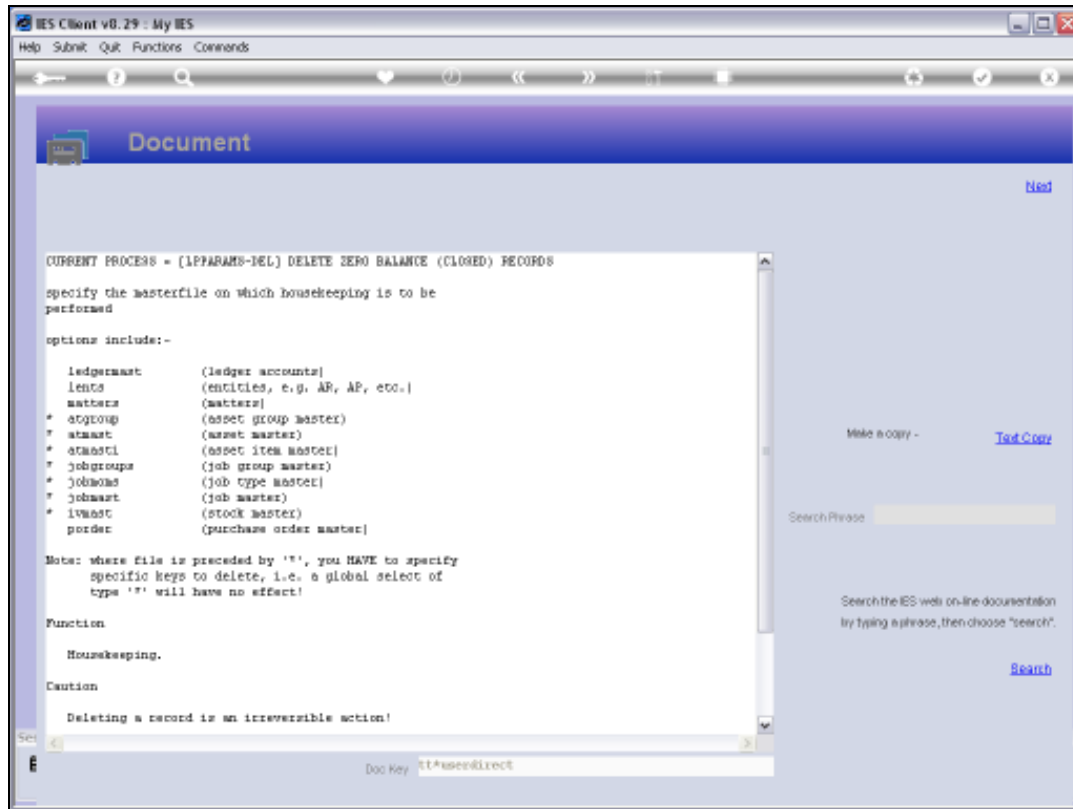 IES Client v8.29 : My IES
Help Submit Quit Functions Commands
Document
Next
CURRENT PROCESS = [LPPARAMS-DEL] DELETE ZERO BALANCE (CLOSED) RECORDS
specify the masterfile on which housekeeping is to be
performed
options include:-
ledgermast (ledger accounts)
lents (entities, e.g. AR, AP, etc.)
matters (matters)
* atgroup (asset group master)
* atmast (asset master)
* atmasti (asset item master)
* jobgroups (job group master)
* jobnoms (job type master)
* jobmast (job master)
* ivmast (stock master)
porder (purchase order master)
Note: where file is preceded by '*', you HAVE to specify
specific keys to delete, i.e. a global select of
type '*' will have no effect!
Function
Housekeeping.
Caution
Deleting a record is an irreversible action!
Make a copy - Text Copy
Search Phrase
Search the IES web on-line documentation
by typing a phrase, then choose "search".
Search
Doc Key tt*userdirect